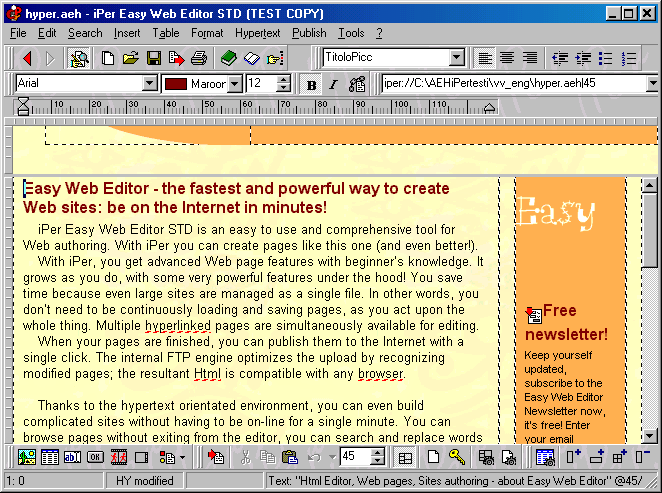 hyper.aeh - iPer Easy Web Editor STD (TEST COPY)
File Edit Search Insert Table Format Hypertext Publish Tools ?
TitoloPicc
Arial Maroon 12 B I iper://C:\AEHiPertesti\vv_eng\hyper.aeh|45
10 20 30 40 50 60 70 80 90 100 110
Easy Web Editor - the fastest and powerful way to create
Web sites: be on the Internet in minutes!
iPer Easy Web Editor STD is an easy to use and comprehensive tool for
Web authoring. With iPer you can create pages like this one (and even better!).
With iPer, you get advanced Web page features with beginner's knowledge. It
grows as you do, with some very powerful features under the hood! You save
time because even large sites are managed as a single file. In other words, you
don't need to be continuously loading and saving pages, as you act upon the
whole thing. Multiple hyperlinked pages are simultaneously available for editing.
When your pages are finished, you can publish them to the Internet with a
single click. The internal FTP engine optimizes the upload by recognizing
modified pages; the resultant Html is compatible with any browser.
Thanks to the hypertext orientated environment, you can even build
complicated sites without having to be on-line for a single minute. You can
browse pages without exiting from the editor, you can search and replace words
Easy
Free
newsletter!
Keep yourself
updated,
subscribe to the
Easy Web Editor
Newsletter now,
it's free! Enter
your email
ab OK 45
1: 0 HY modified Text: "Html Editor, Web pages, Sites authoring - about Easy Web Editor" @45/